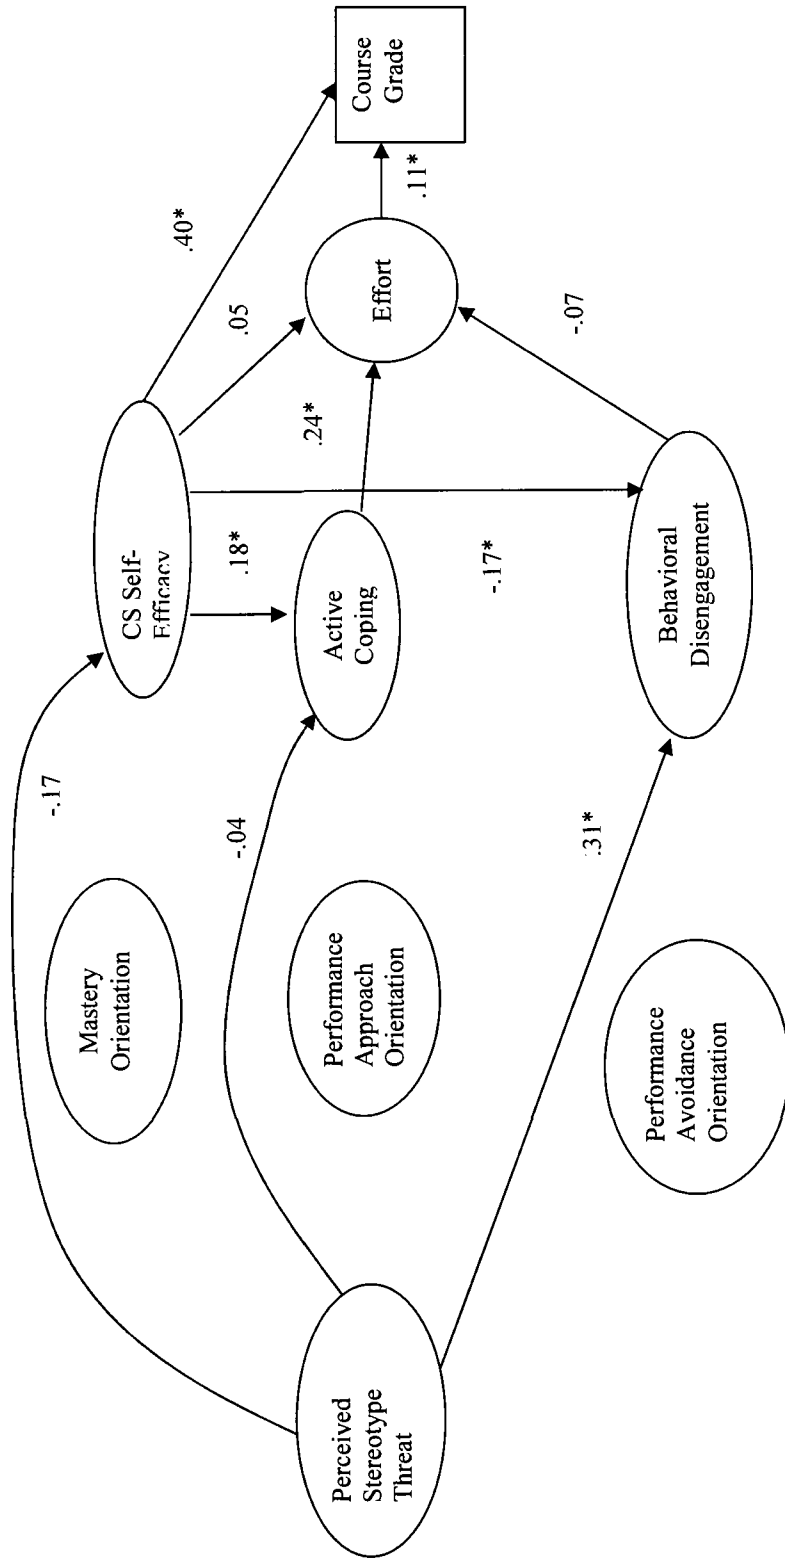 Perceived
Stereotype
Threat
Mastery
Orientation
Performance
Approach
Orientation
Performance
Avoidance
Orientation
-.17
-.04
.31*
CS Self-
Efficacy
Active
Coping
Behavioral
Disengagement
.18*
-.17*
.05
.24*
-.07
.40*
Effort
.11*
Course
Grade